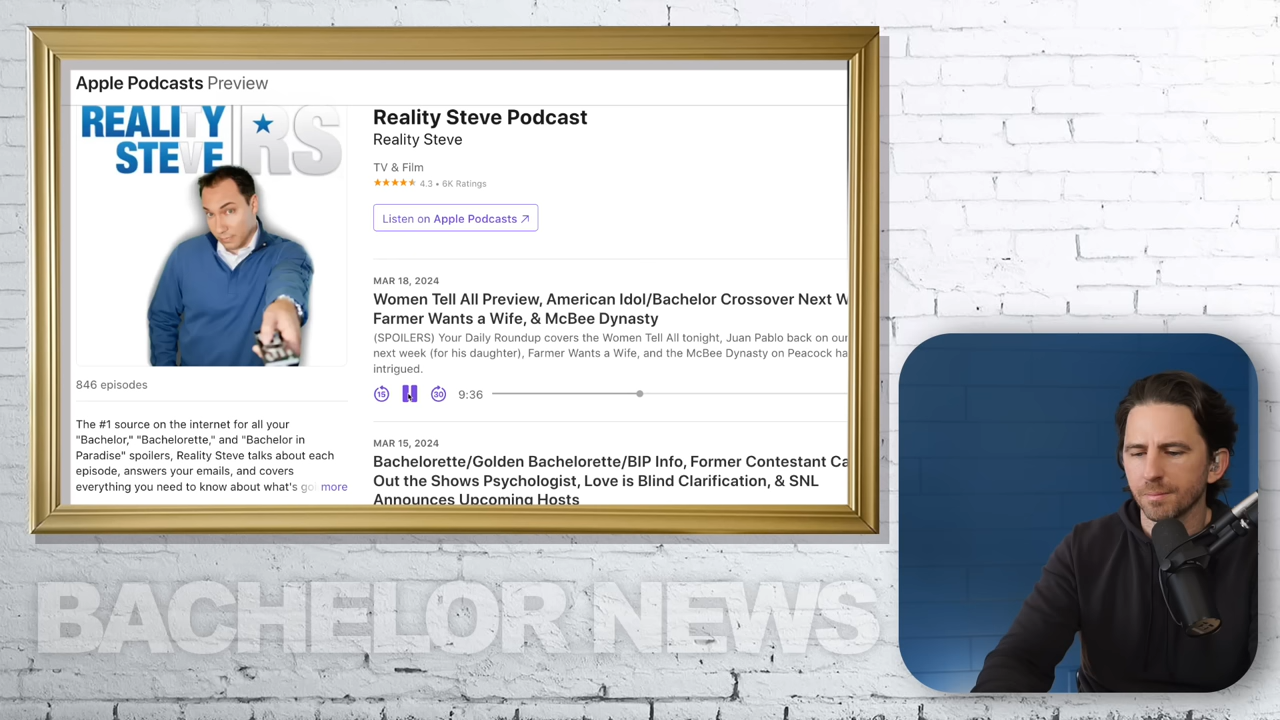 Apple Podcasts Preview
REALITY
STEVE
RS
Reality Steve Podcast
Reality Steve
TV & Film
4.3 • 6K Ratings
Listen on Apple Podcasts ↗
846 episodes
The #1 source on the internet for all your
"Bachelor," "Bachelorette," and "Bachelor in
Paradise" spoilers, Reality Steve talks about each
episode, answers your emails, and covers
everything you need to know about what's go more
MAR 18, 2024
Women Tell All Preview, American Idol/Bachelor Crossover Next W
Farmer Wants a Wife, & McBee Dynasty
(SPOILERS) Your Daily Roundup covers the Women Tell All tonight, Juan Pablo back on our
next week (for his daughter), Farmer Wants a Wife, and the McBee Dynasty on Peacock ha
intrigued.
15
30
9:36
MAR 15, 2024
Bachelorette/Golden Bachelorette/BIP Info, Former Contestant Ca
Out the Shows Psychologist, Love is Blind Clarification, & SNL
Announces Upcoming Hosts
BACHELOR NEWS